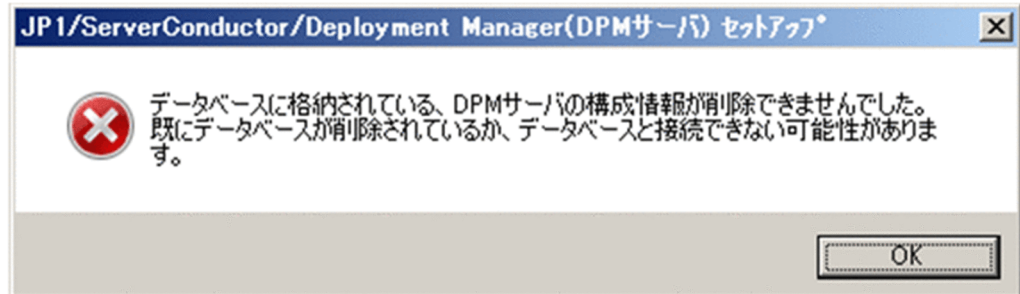 JP1/ServerConductor/Deployment Manager(DPMサーバ) ｾｯﾄｱｯﾌﾟ
データベースに格納されている、DPMサーバの構成情報が削除できませんでした。
既にデータベースが削除されているか、データベースと接続できない可能性がありま
す。
OK